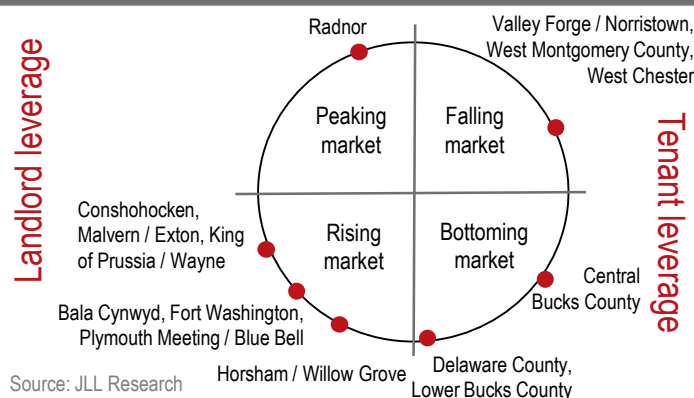 Landlord leverage
Radnor
Valley Forge / Norristown,
West Montgomery County,
West Chester
Peaking
market
Falling
market
Tenant leverage
Conshohocken,
Malvern / Exton, King
of Prussia / Wayne
Rising
market
Bottoming
market
Central
Bucks County
Bala Cynwyd, Fort Washington,
Plymouth Meeting / Blue Bell
Horsham / Willow Grove
Delaware County,
Lower Bucks County
Source: JLL Research